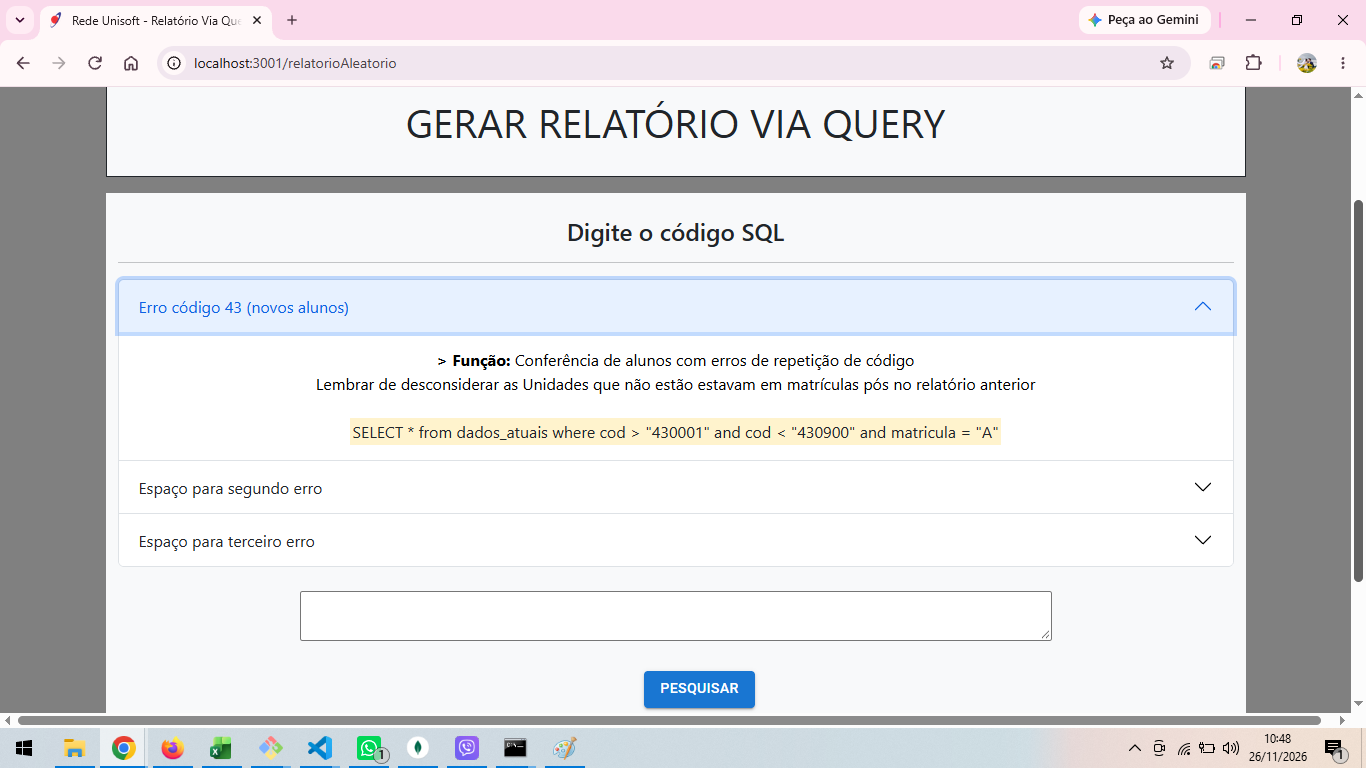 Rede Unisoft - Relatório Via Que
Peça ao Gemini
localhost:3001/relatorioAleatorio
GERAR RELATÓRIO VIA QUERY
Digite o código SQL
Erro código 43 (novos alunos)
> Função: Conferência de alunos com erros de repetição de código
Lembrar de desconsiderar as Unidades que não estão estavam em matrículas pós no relatório anterior
SELECT * from dados_atuais where cod > "430001" and cod < "430900" and matricula = "A"
Espaço para segundo erro
Espaço para terceiro erro
PESQUISAR
1
10:48
26/11/2026
1